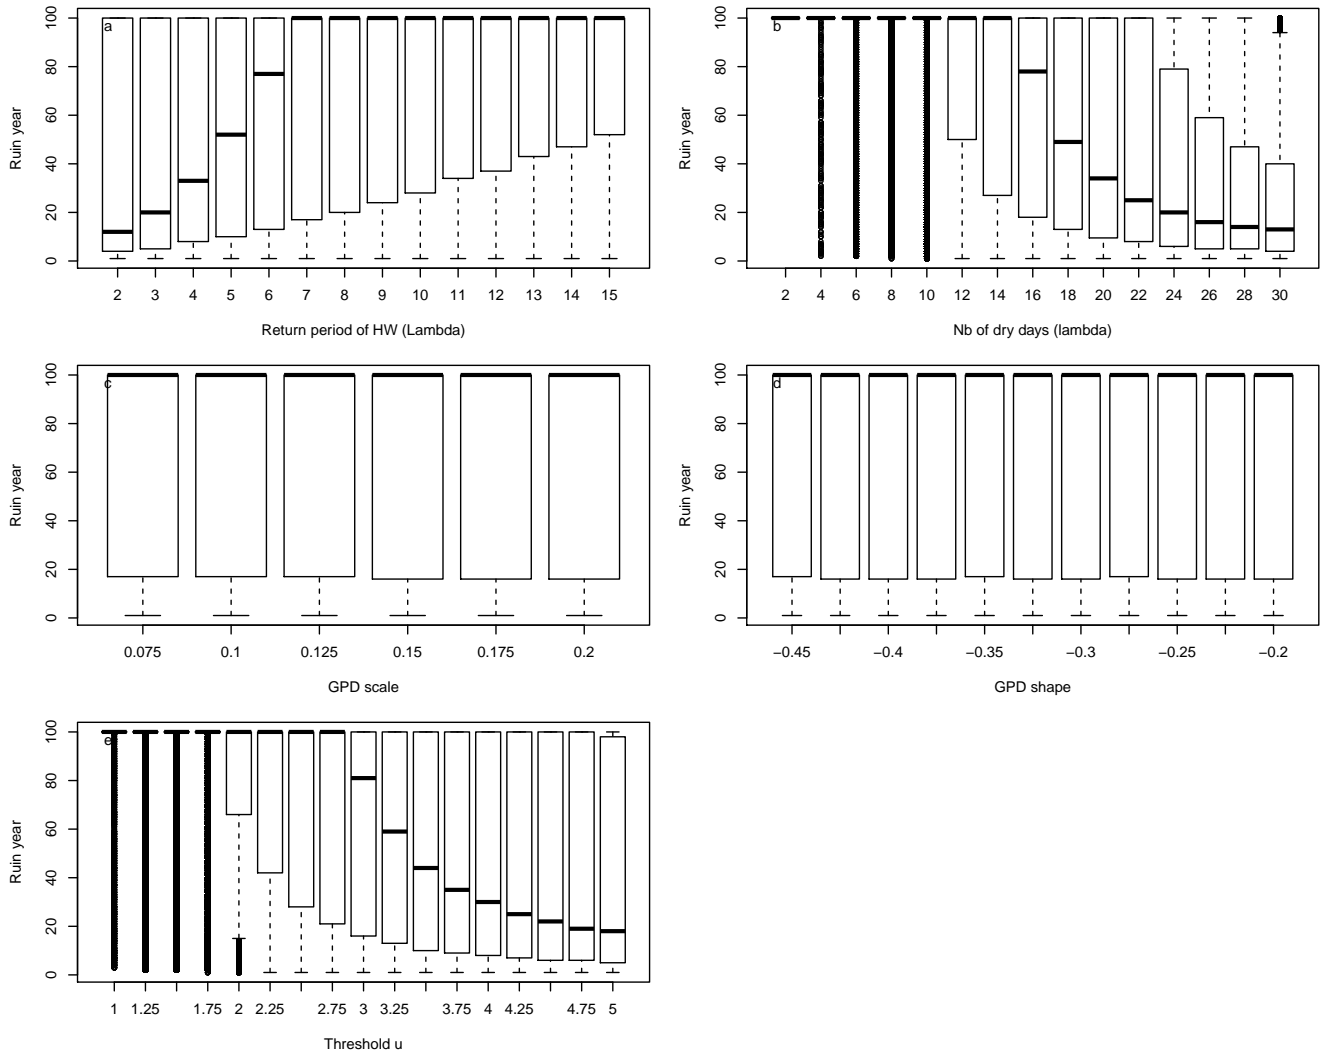 a
Ruin year
0 20 40 60 80 100
2 3 4 5 6 7 8 9 10 11 12 13 14 15
Return period of HW (Lambda)
b
Ruin year
0 20 40 60 80 100
2 4 6 8 10 12 14 16 18 20 22 24 26 28 30
Nb of dry days (lambda)
c
Ruin year
0 20 40 60 80 100
0.075 0.1 0.125 0.15 0.175 0.2
GPD scale
d
Ruin year
0 20 40 60 80 100
−0.45 −0.4 −0.35 −0.3 −0.25 −0.2
GPD shape
e
Ruin year
0 20 40 60 80 100
1 1.25 1.75 2 2.25 2.75 3 3.25 3.75 4 4.25 4.75 5
Threshold u